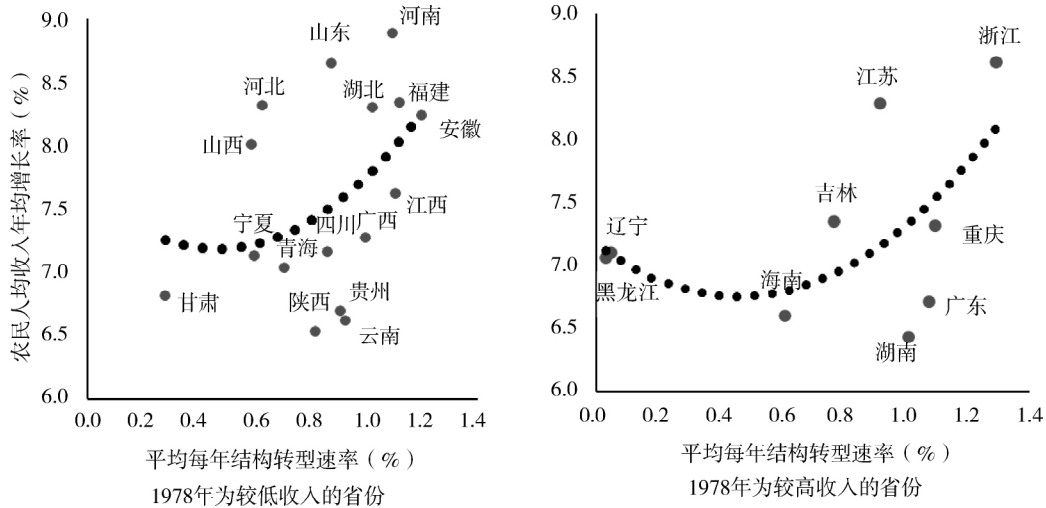 农民人均收入年均增长率（%）
9.0
8.5
8.0
7.5
7.0
6.5
6.0
河南
山东
河北
湖北
福建
安徽
山西
江西
宁夏
四川
广西
青海
甘肃
陕西
贵州
云南
0.0 0.2 0.4 0.6 0.8 1.0 1.2 1.4
平均每年结构转型速率（%）
1978年为较低收入的省份
9.0
8.5
8.0
7.5
7.0
6.5
6.0
浙江
江苏
吉林
辽宁
重庆
黑龙江
海南
广东
湖南
0.0 0.2 0.4 0.6 0.8 1.0 1.2 1.4
平均每年结构转型速率（%）
1978年为较高收入的省份